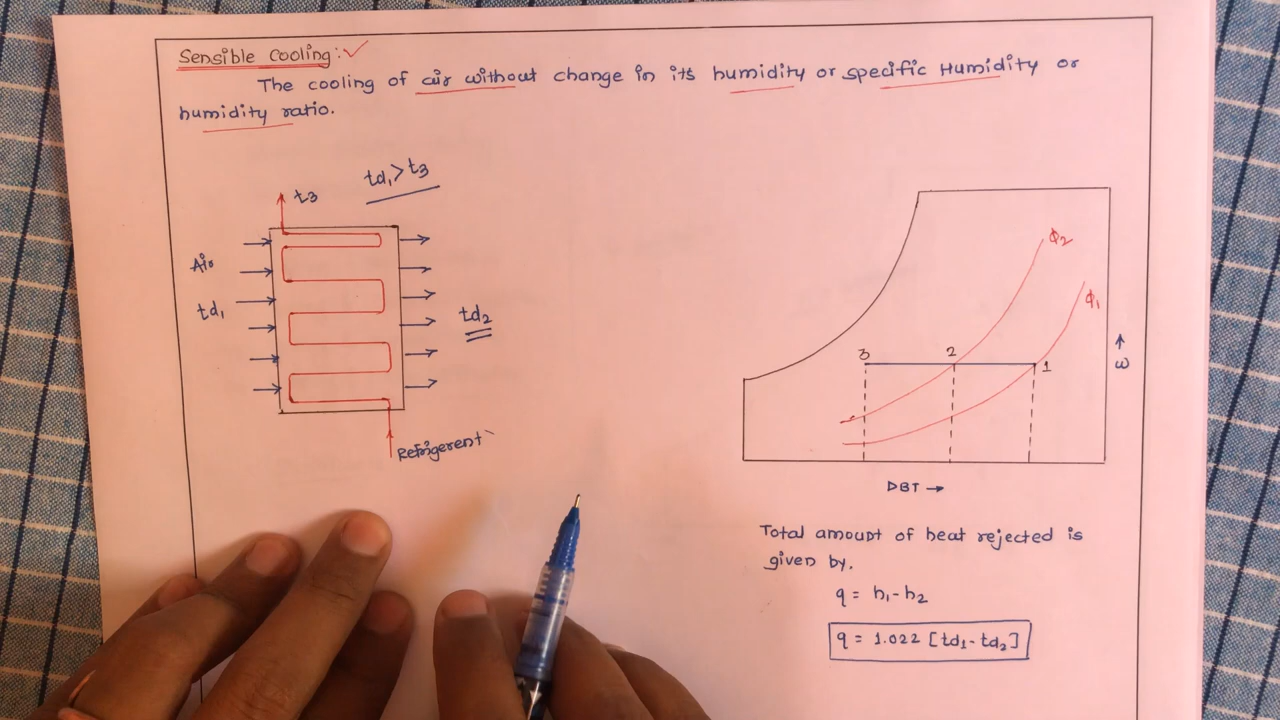 Sensible Cooling:
The cooling of air without change in its humidity or specific Humidity or
humidity ratio.
td₁ > t₃
t₃
Air
td₁
td₂
Refrigerent
Φ₂
Φ₁
3 2 1
↑
ω
DBT →
Total amount of heat rejected is
given by.
q = h₁-h₂
q = 1.022 [td₁-td₂]